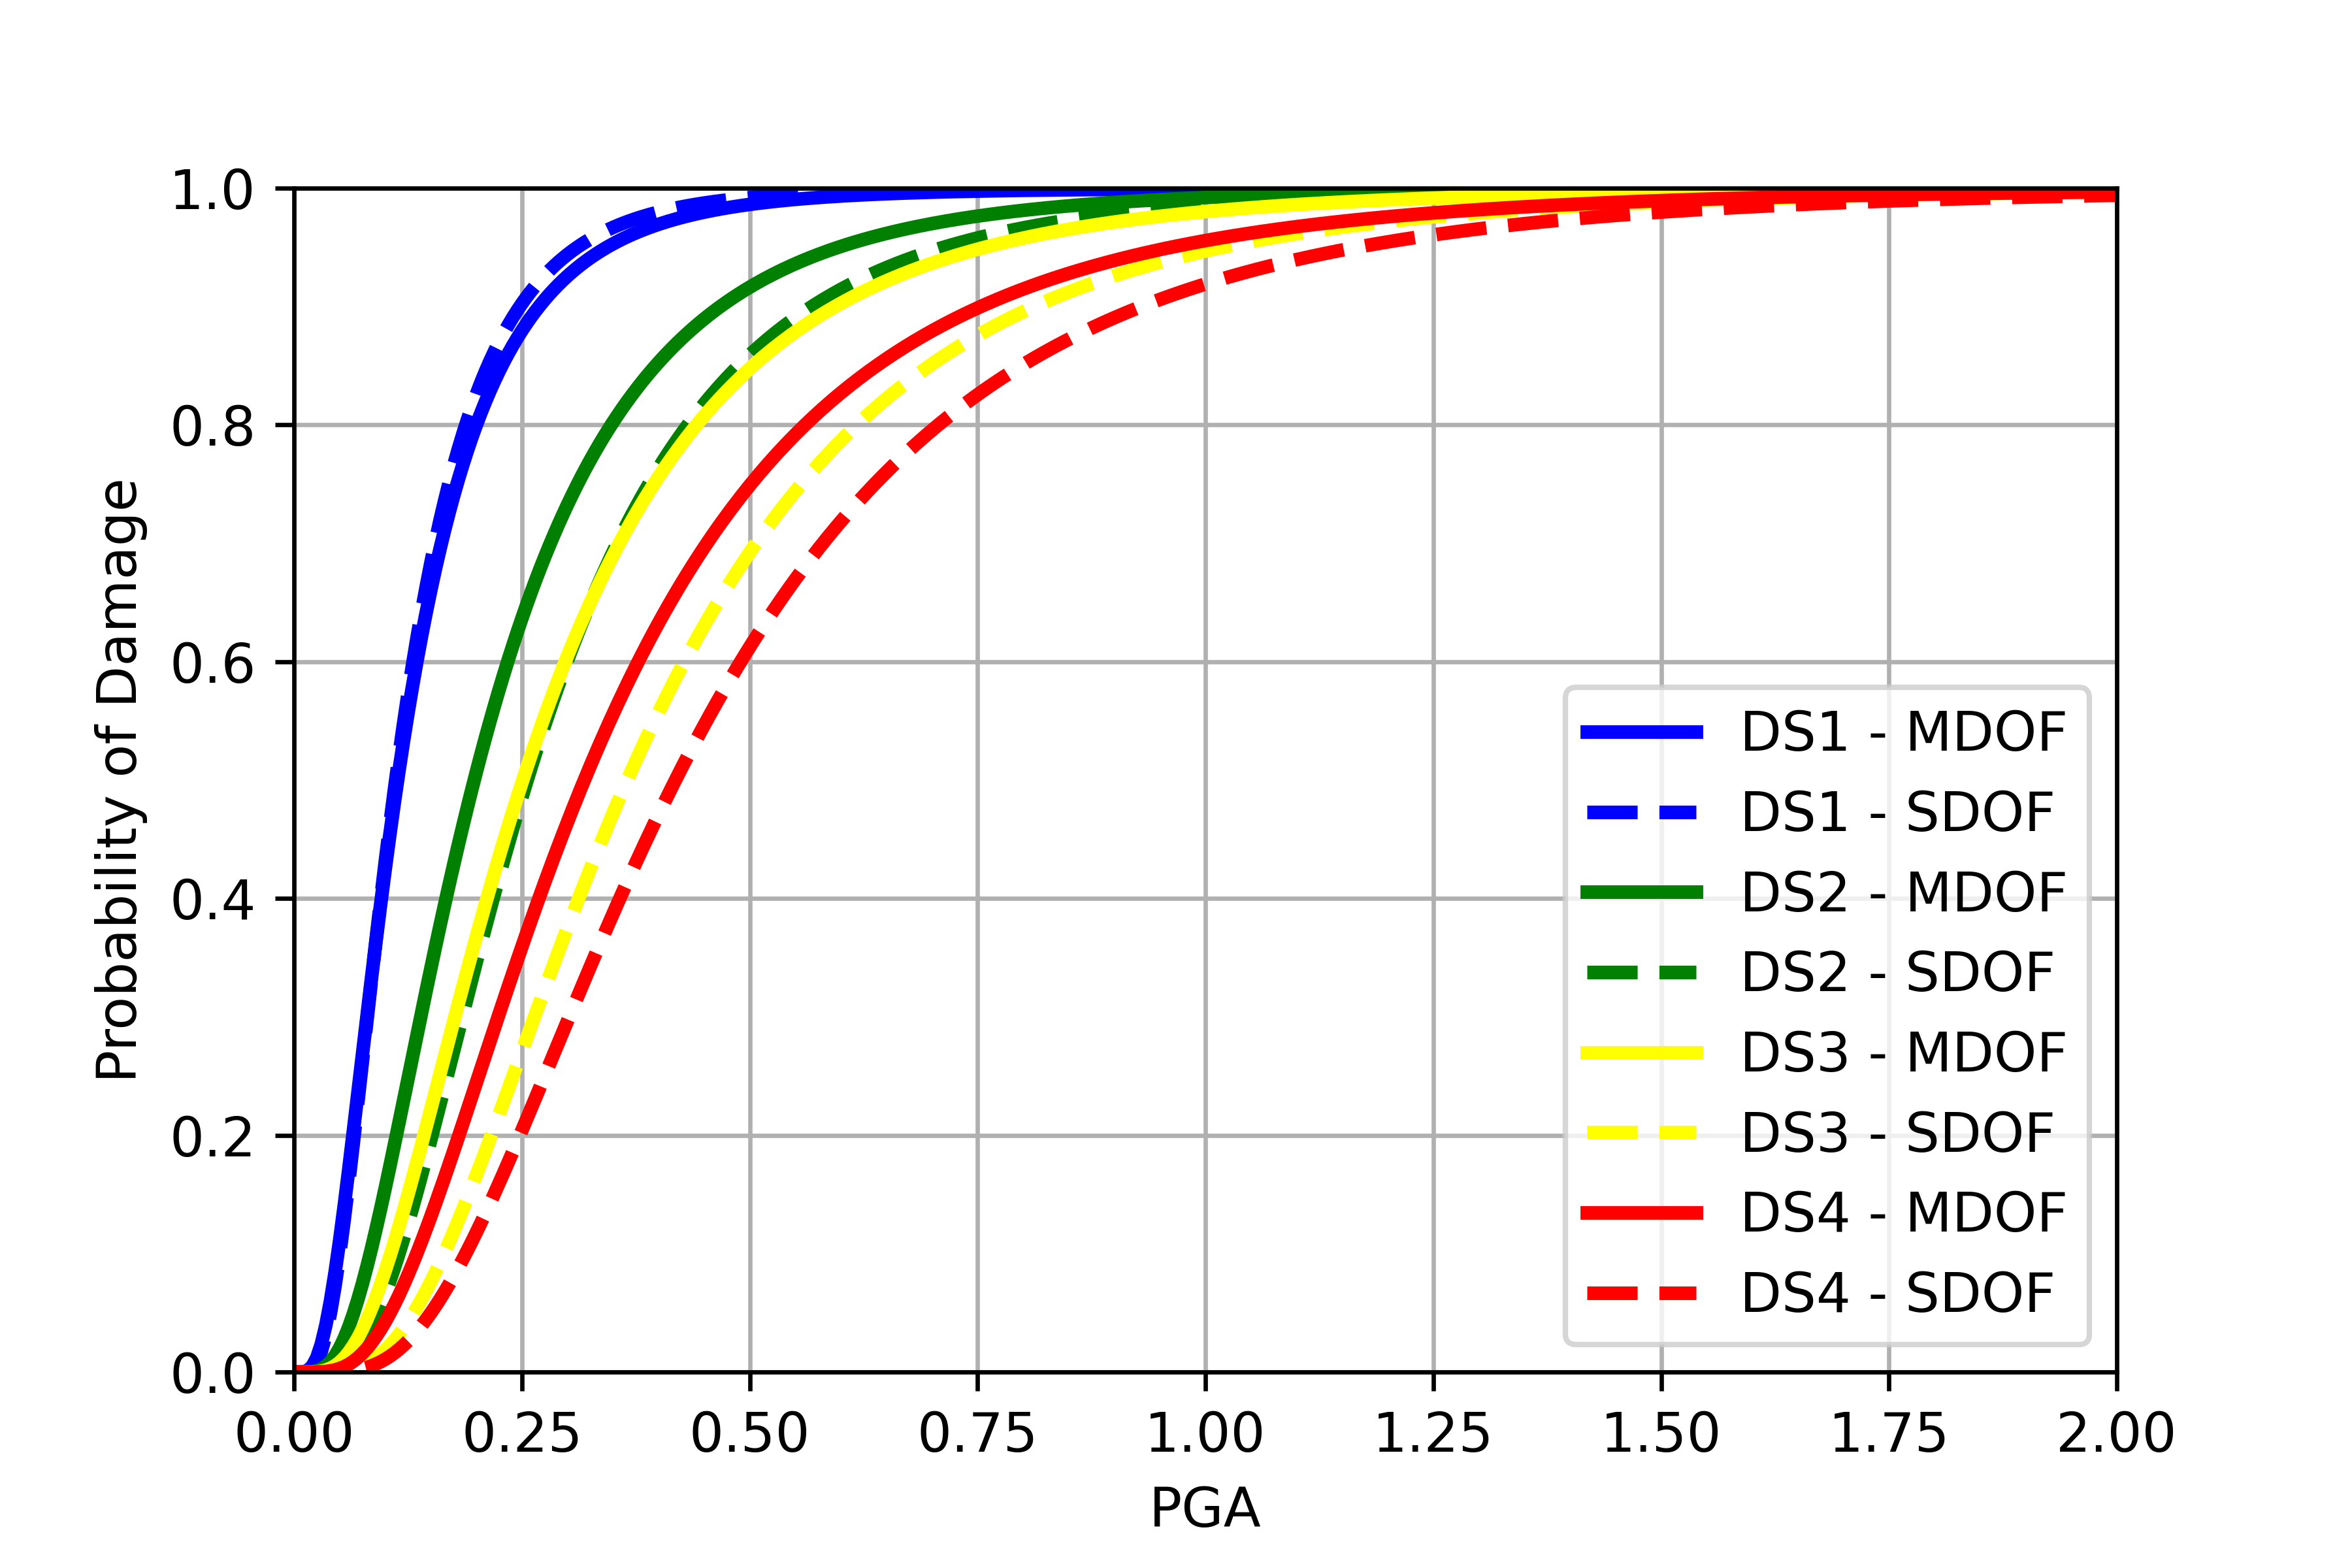 1.0
0.8
0.6
0.4
0.2
0.0
Probability of Damage
0.00 0.25 0.50 0.75 1.00 1.25 1.50 1.75 2.00
PGA
DS1 - MDOF
DS1 - SDOF
DS2 - MDOF
DS2 - SDOF
DS3 - MDOF
DS3 - SDOF
DS4 - MDOF
DS4 - SDOF